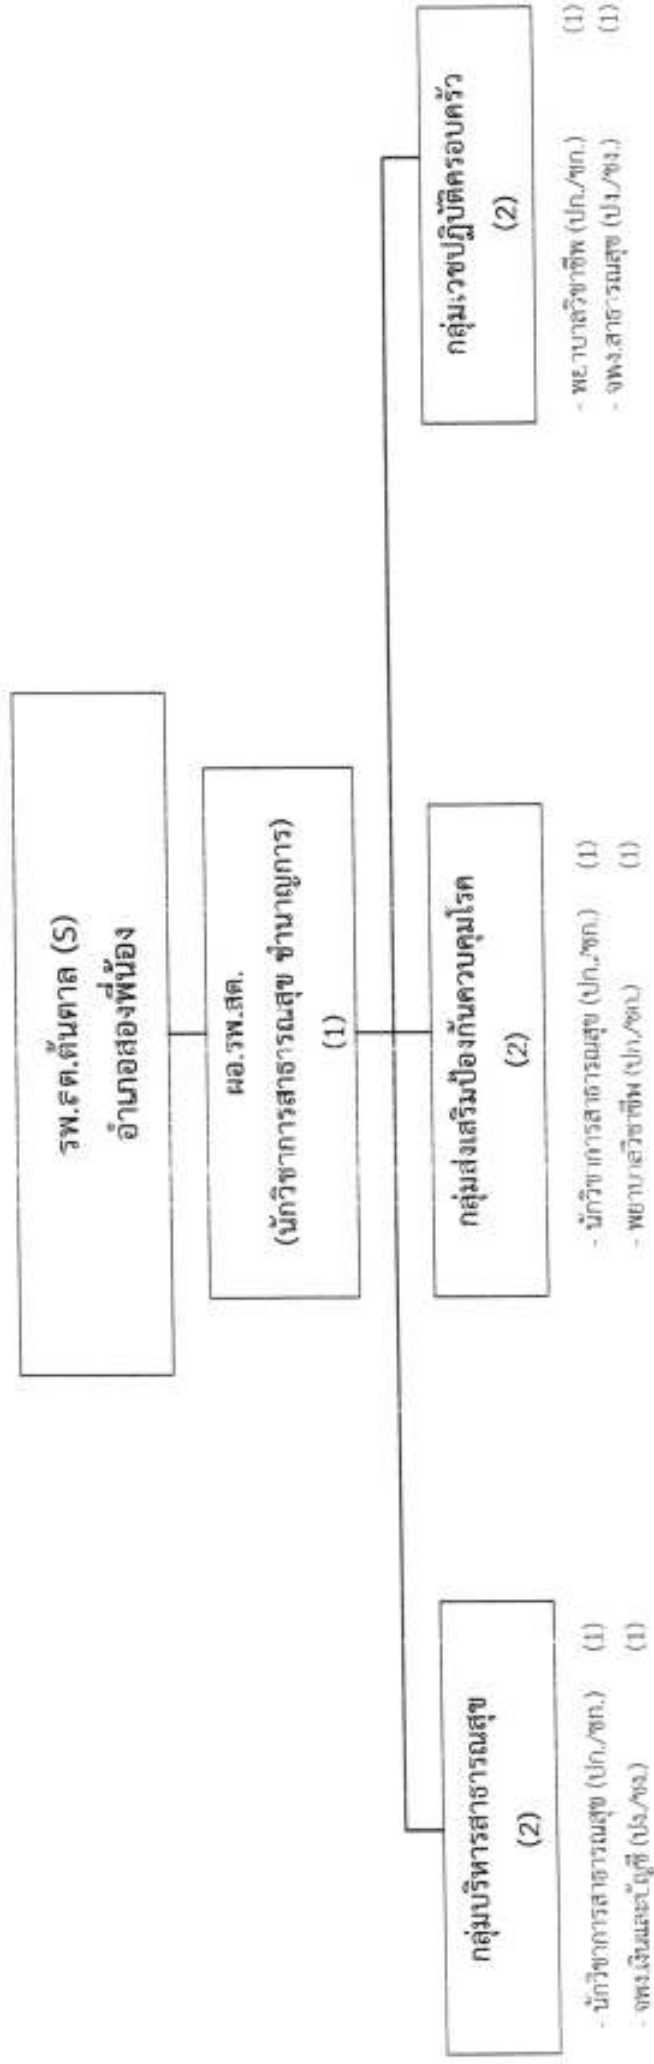 รพ.สต.ต้นตาล (S)
อำเภอสองพี่น้อง
ผอ.รพ.สต.
(นักวิชาการสาธารณสุข ชำนาญการ)
(1)
กลุ่มบริหารสาธารณสุข
(2)
- นักวิชาการสาธารณสุข (ปก./ชก.) (1)
- จพง.เงินและบัญชี (ปง./ชง.) (1)
กลุ่มส่งเสริมป้องกันควบคุมโรค
(2)
- นักวิชาการสาธารณสุข (ปก./ชก.) (1)
- พยาบาลวิชาชีพ (ปก./ชก.) (1)
กลุ่มเวชปฏิบัติครอบครัว
(2)
- พยาบาลวิชาชีพ (ปก./ชก.) (1)
- จพง.สาธารณสุข (ปง./ชง.) (1)